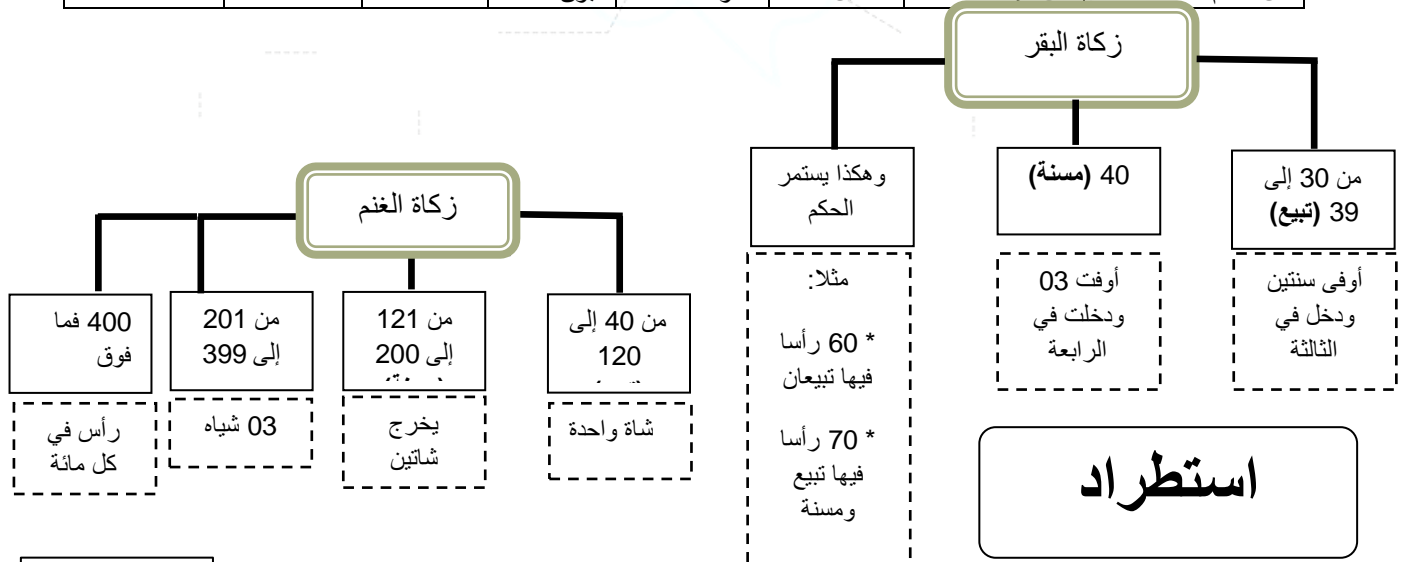 زكاة البقر
من 30 إلى
39 (تبيع)
أوفى سنتين
ودخل في
الثالثة
40 (مسنة)
أوفت 03
ودخلت في
الرابعة
وهكذا يستمر
الحكم
مثلا:
* 60 رأسا
فيها تبيعان
* 70 رأسا
فيها تبيع
ومسنة
زكاة الغنم
من 40 إلى
120
شاة واحدة
من 121
إلى 200
يخرج
شاتين
من 201
إلى 399
03 شياه
400 فما
فوق
رأس في
كل مائة
استطراد